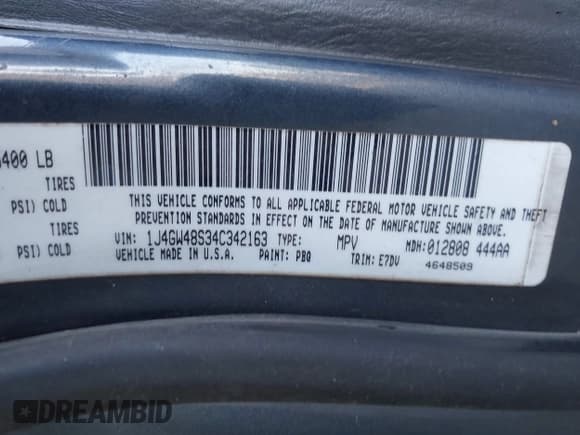 400 LB
TIRES
PSI) COLD
TIRES
PSI) COLD
THIS VEHICLE CONFORMS TO ALL APPLICABLE FEDERAL MOTOR VEHICLE SAFETY AND THEFT
PREVENTION STANDARDS IN EFFECT ON THE DATE OF MANUFACTURE SHOWN ABOVE.
VIN: 1J4GW48S34C342163 TYPE: MPV MDH:012808 444AA
VEHICLE MADE IN U.S.A. PAINT: PBQ TRIM: E7DV 4648509
DREAMBID